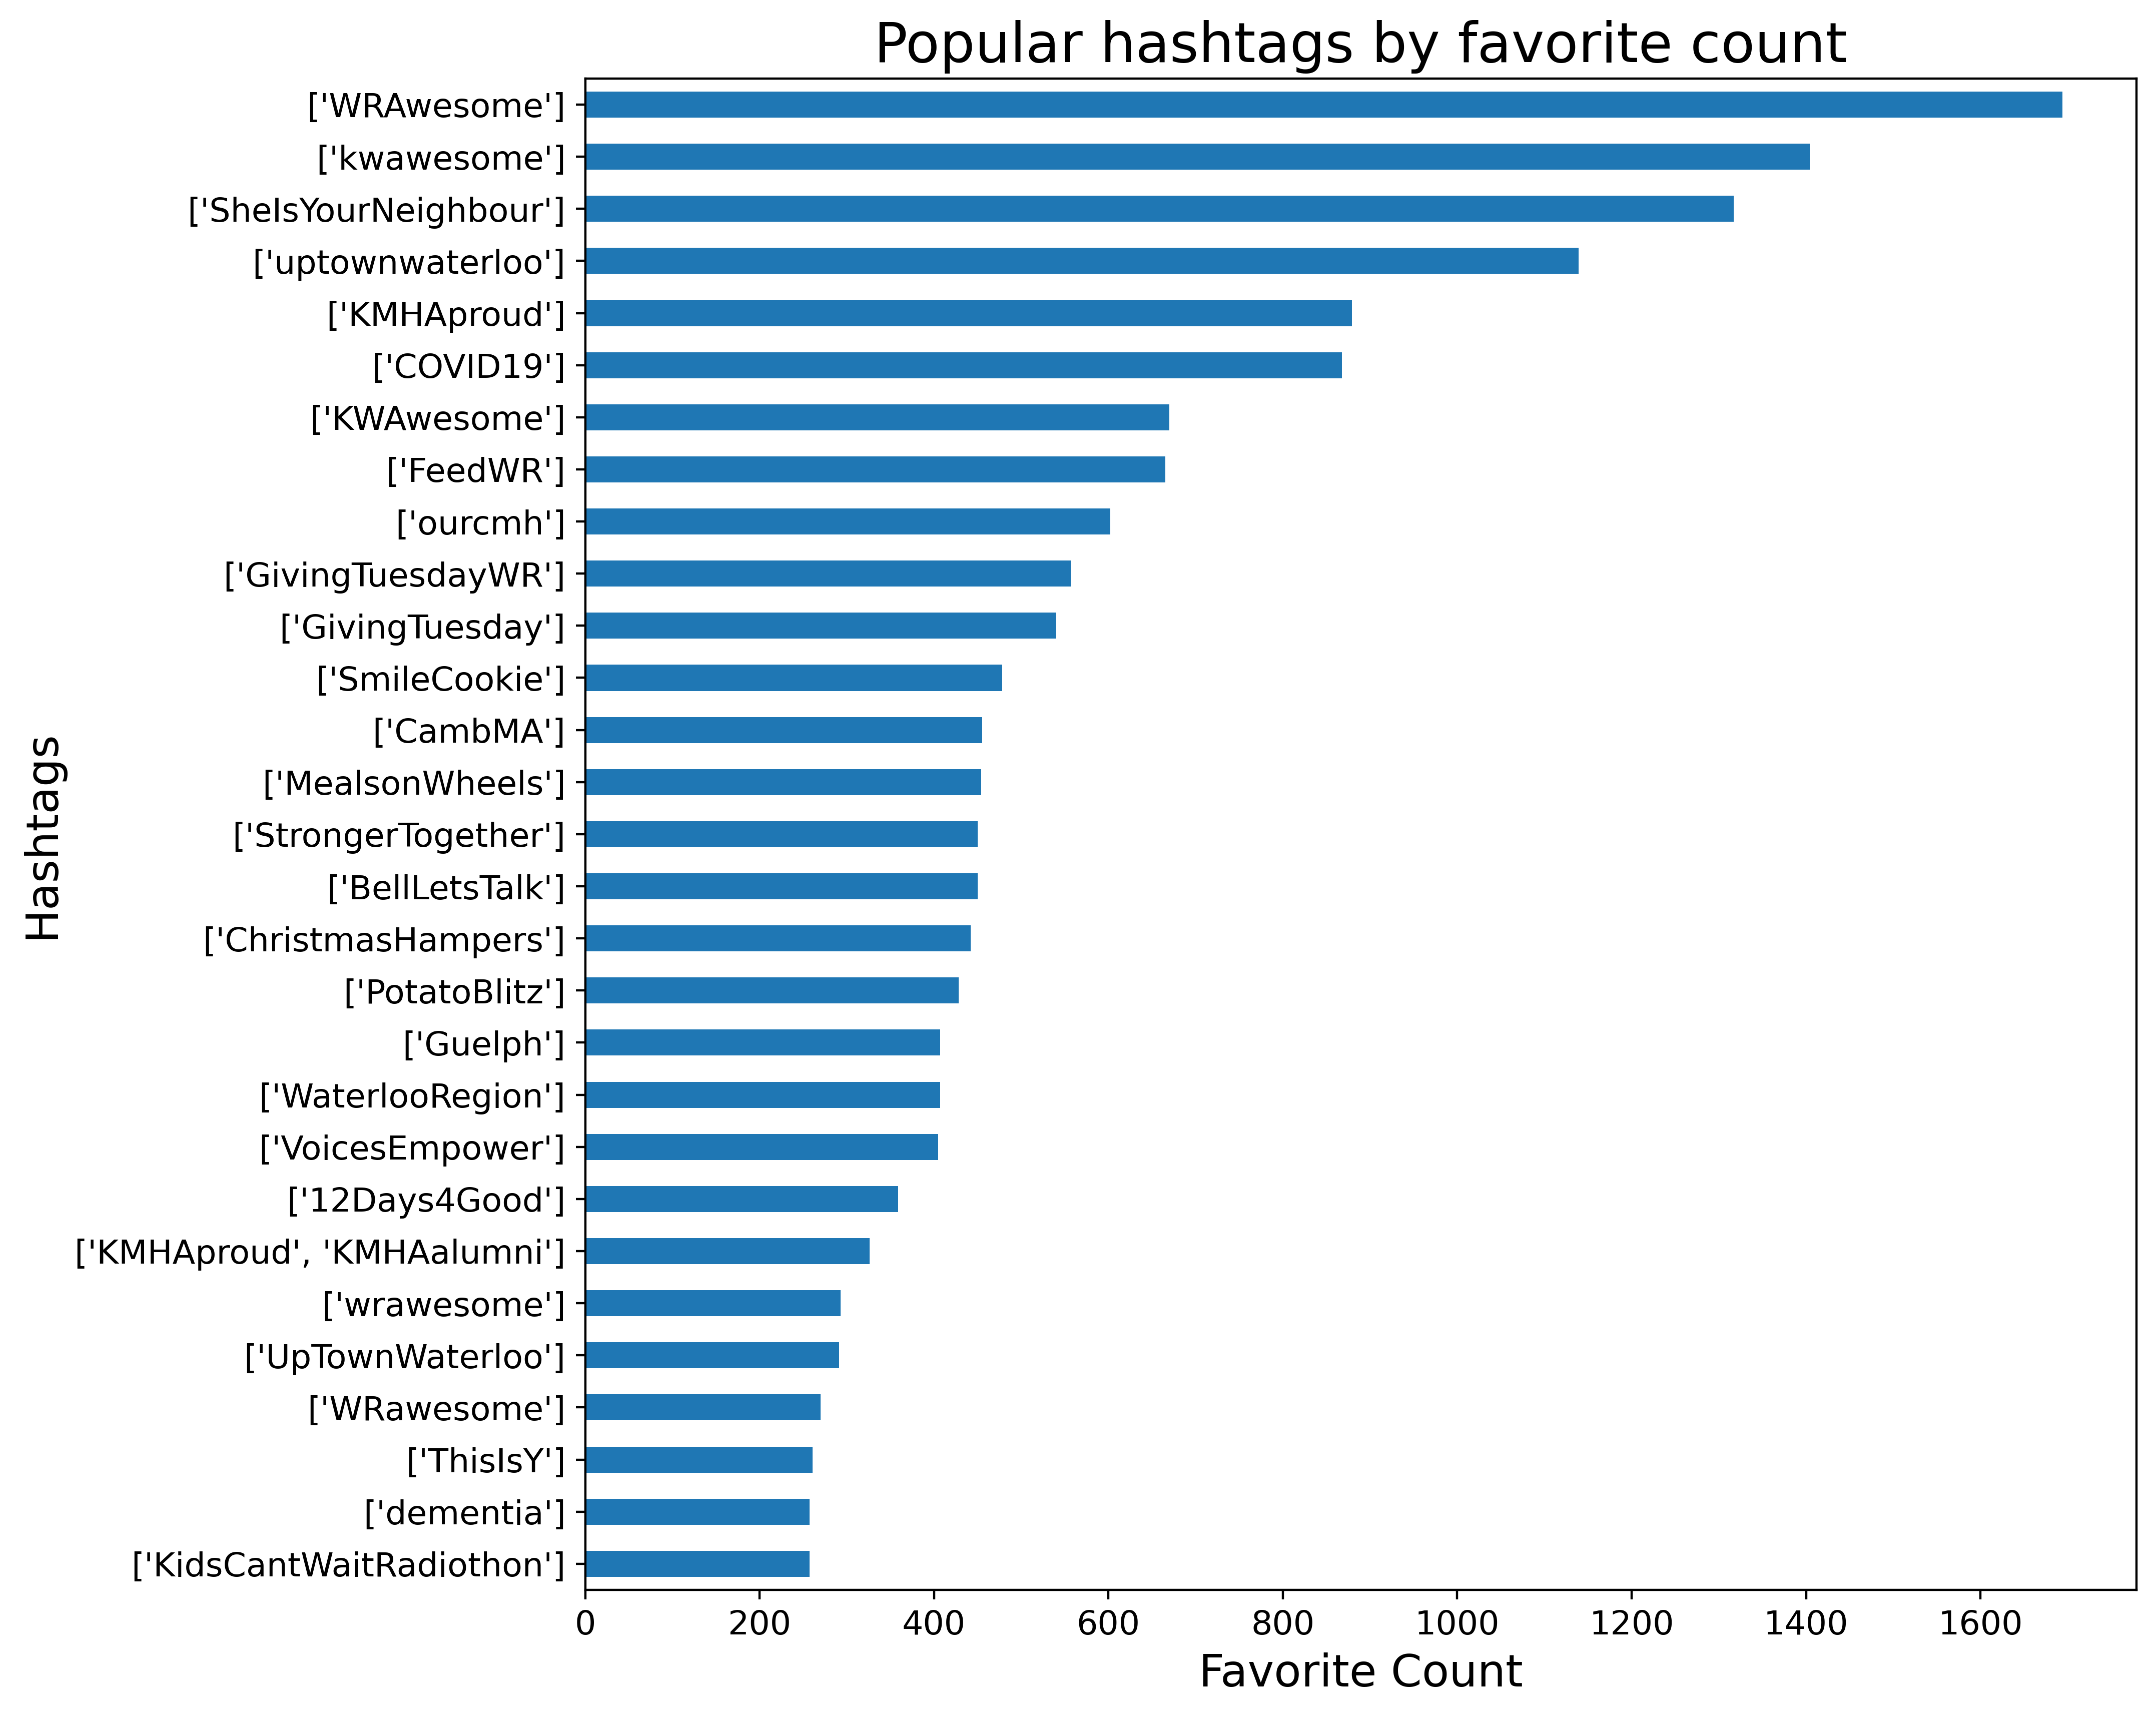 Popular hashtags by favorite count
['WRAwesome']
['kwawesome']
['SheIsYourNeighbour']
['uptownwaterloo']
['KMHAproud']
['COVID19']
['KWAwesome']
['FeedWR']
['ourcmh']
['GivingTuesdayWR']
['GivingTuesday']
['SmileCookie']
['CambMA']
['MealsonWheels']
['StrongerTogether']
['BellLetsTalk']
['ChristmasHampers']
['PotatoBlitz']
['Guelph']
['WaterlooRegion']
['VoicesEmpower']
['12Days4Good']
['KMHAproud', 'KMHAalumni']
['wrawesome']
['UpTownWaterloo']
['WRawesome']
['ThisIsY']
['dementia']
['KidsCantWaitRadiothon']
Hashtags
0 200 400 600 800 1000 1200 1400 1600
Favorite Count